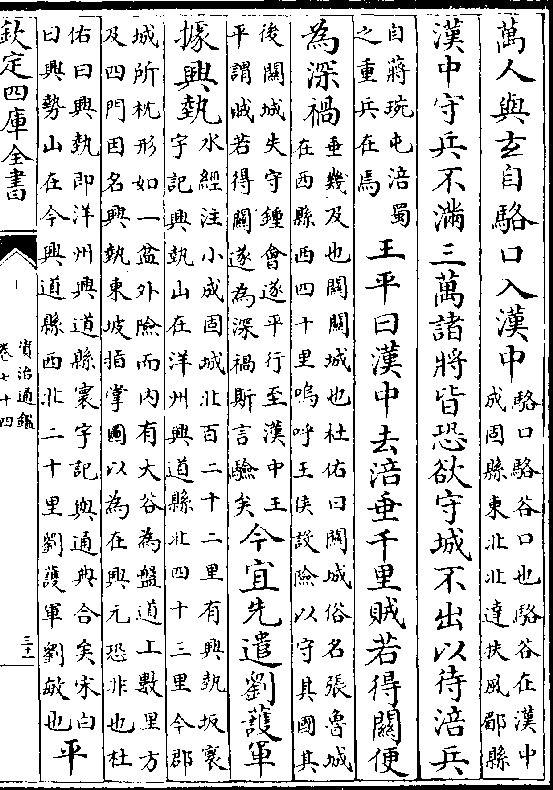 萬人與玄自駱口入漢中駱口駱谷口也駱谷在漢中成固縣東北北達扶風郿縣
漢中守兵不滿三萬諸將皆恐欲守城不出以待涪兵
自蔣琬屯涪蜀之重兵在焉王平曰漢中去涪垂千里賊若得關便
為深禍垂幾及也關關城也杜佑曰關城俗名張魯城在西縣西四十里嗚呼王侯設險以守其國其
後關城失守鍾會遂平行至漢中王平謂賊若得關遂為深禍斯言驗矣今宜先遣劉護軍
據興埶水經注小成固城北百二十二里有興埶坂寰宇記興埶山在洋州興道縣北四十三里今郡
城所枕形如一盆外險而內有大谷為盤道上數里方及四門因名興埶東坡指掌圖以為在興元恐非也杜
佑曰興埶即洋州興道縣寰宇記與通典合矣宋白曰興勢山在今興道縣西北二十里劉護軍劉敏也平
欽定四庫全書
資治通鑑
卷七十四
三十一